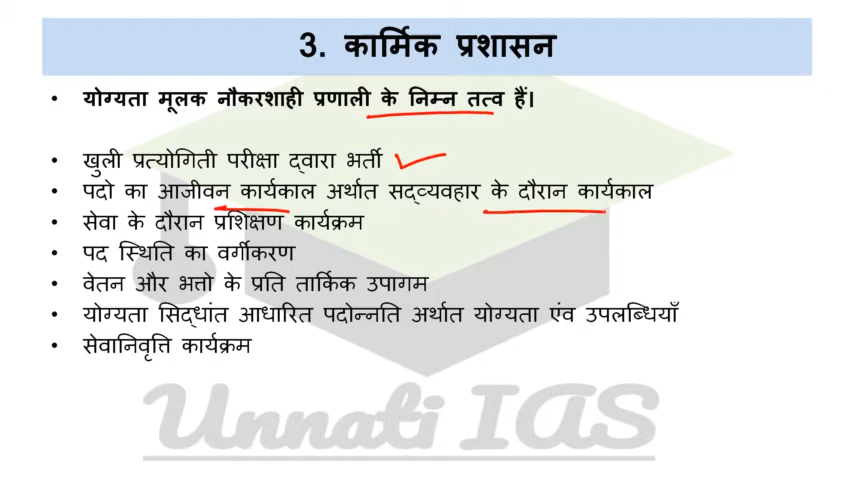 3. कार्मिक प्रशासन
• योग्यता मूलक नौकरशाही प्रणाली के निम्न तत्व हैं।
• खुली प्रत्योगिती परीक्षा द्वारा भर्ती
• पदो का आजीवन कार्यकाल अर्थात सद्व्यवहार के दौरान कार्यकाल
• सेवा के दौरान प्रशिक्षण कार्यक्रम
• पद स्थिति का वर्गीकरण
• वेतन और भत्तो के प्रति तार्किक उपागम
• योग्यता सिद्धांत आधारित पदोन्नति अर्थात योग्यता एंव उपलब्धियाँ
• सेवानिवृत्ति कार्यक्रम
Unnati IAS